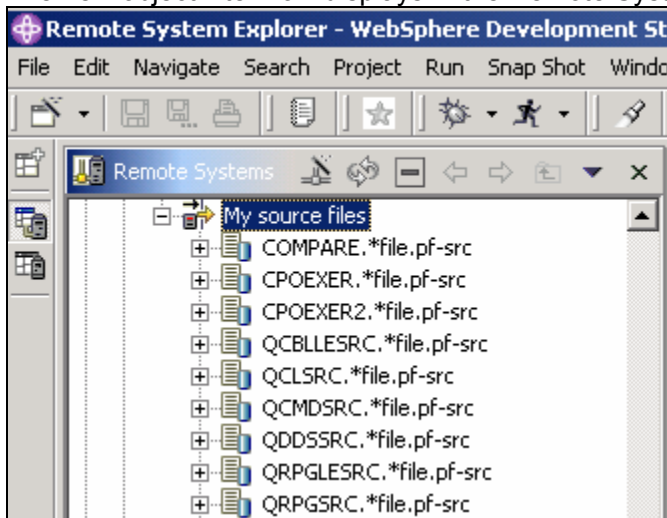 Remote System Explorer - WebSphere Development St
File Edit Navigate Search Project Run Snap Shot Windo
Remote Systems
My source files
COMPARE.*file.pf-src
CPOEXER.*file.pf-src
CPOEXER2.*file.pf-src
QCBLLESRC.*file.pf-src
QCLSRC.*file.pf-src
QCMDSRC.*file.pf-src
QDDSSRC.*file.pf-src
QRPGLESRC.*file.pf-src
QRPGSRC.*file.pf-src